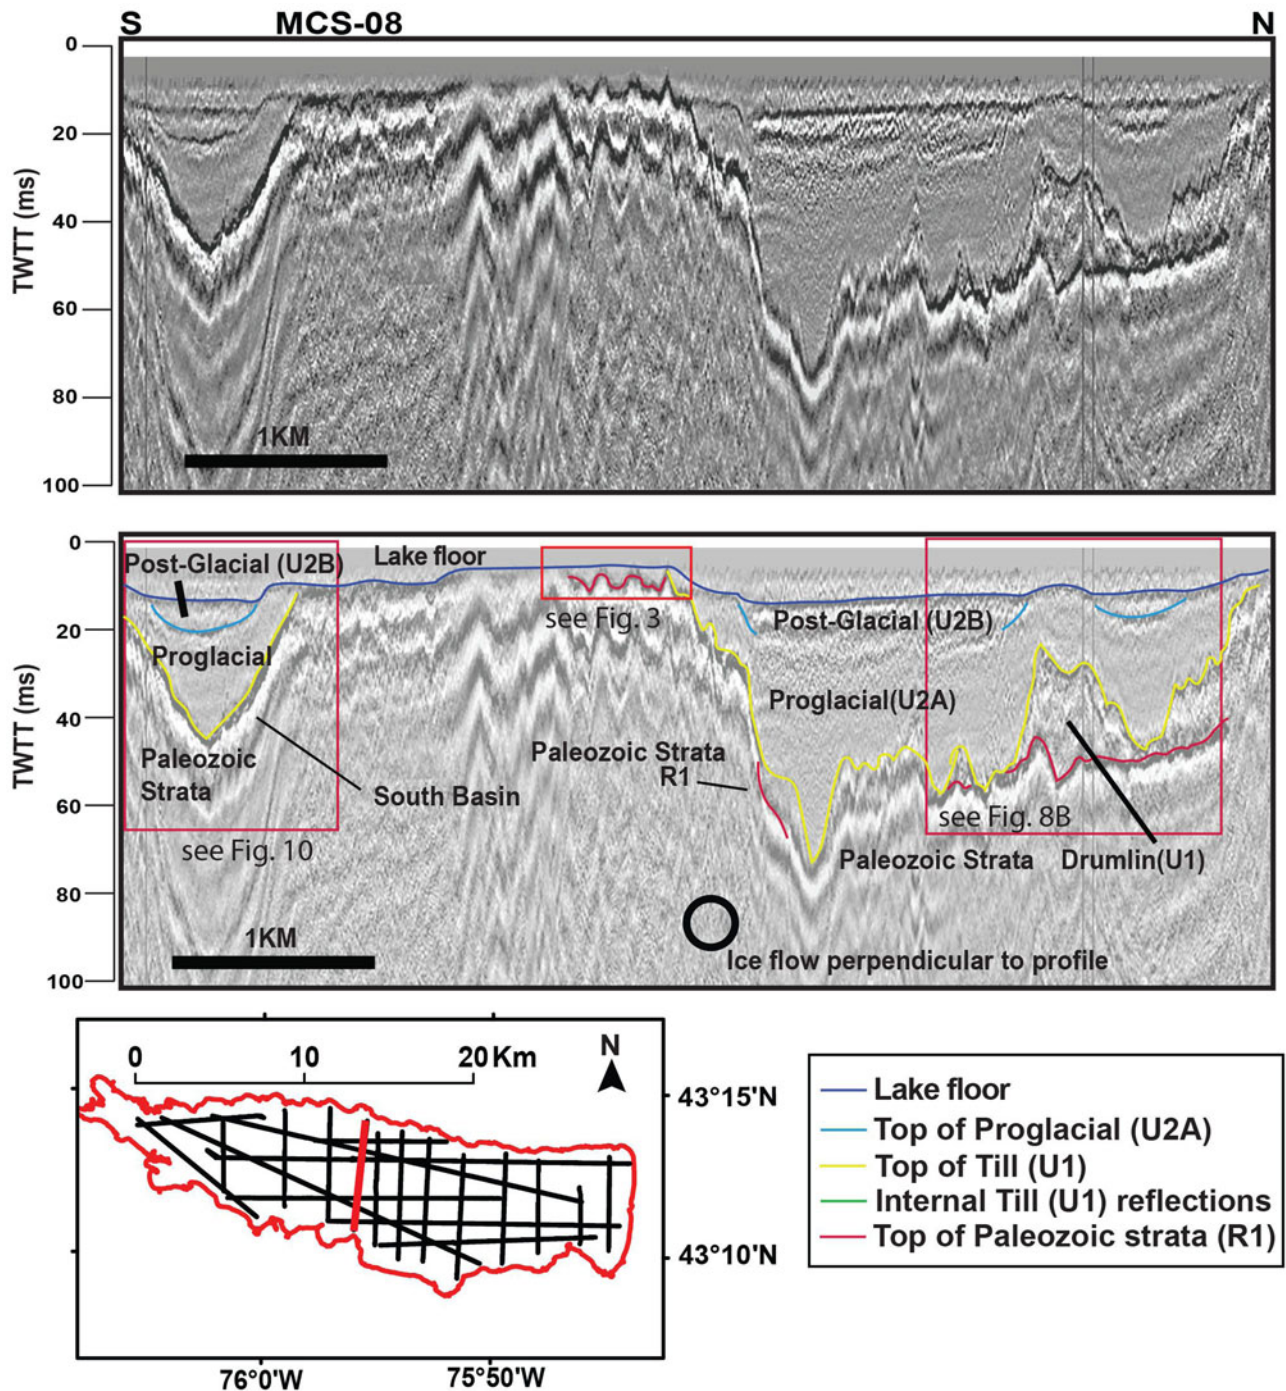 S MCS-08 N
0
20
40
60
80
100
TWTT (ms)
1KM
0
20
40
60
80
100
TWTT (ms)
Post-Glacial (U2B)
Lake floor
see Fig. 3
Post-Glacial (U2B)
Proglacial
Proglacial(U2A)
Paleozoic
Strata
Paleozoic Strata
R1
South Basin
see Fig. 8B
see Fig. 10
Paleozoic Strata
Drumlin(U1)
1KM
Ice flow perpendicular to profile
0 10 20Km
N
43°15'N
43°10'N
76°0'W 75°50'W
Lake floor
Top of Proglacial (U2A)
Top of Till (U1)
Internal Till (U1) reflections
Top of Paleozoic strata (R1)